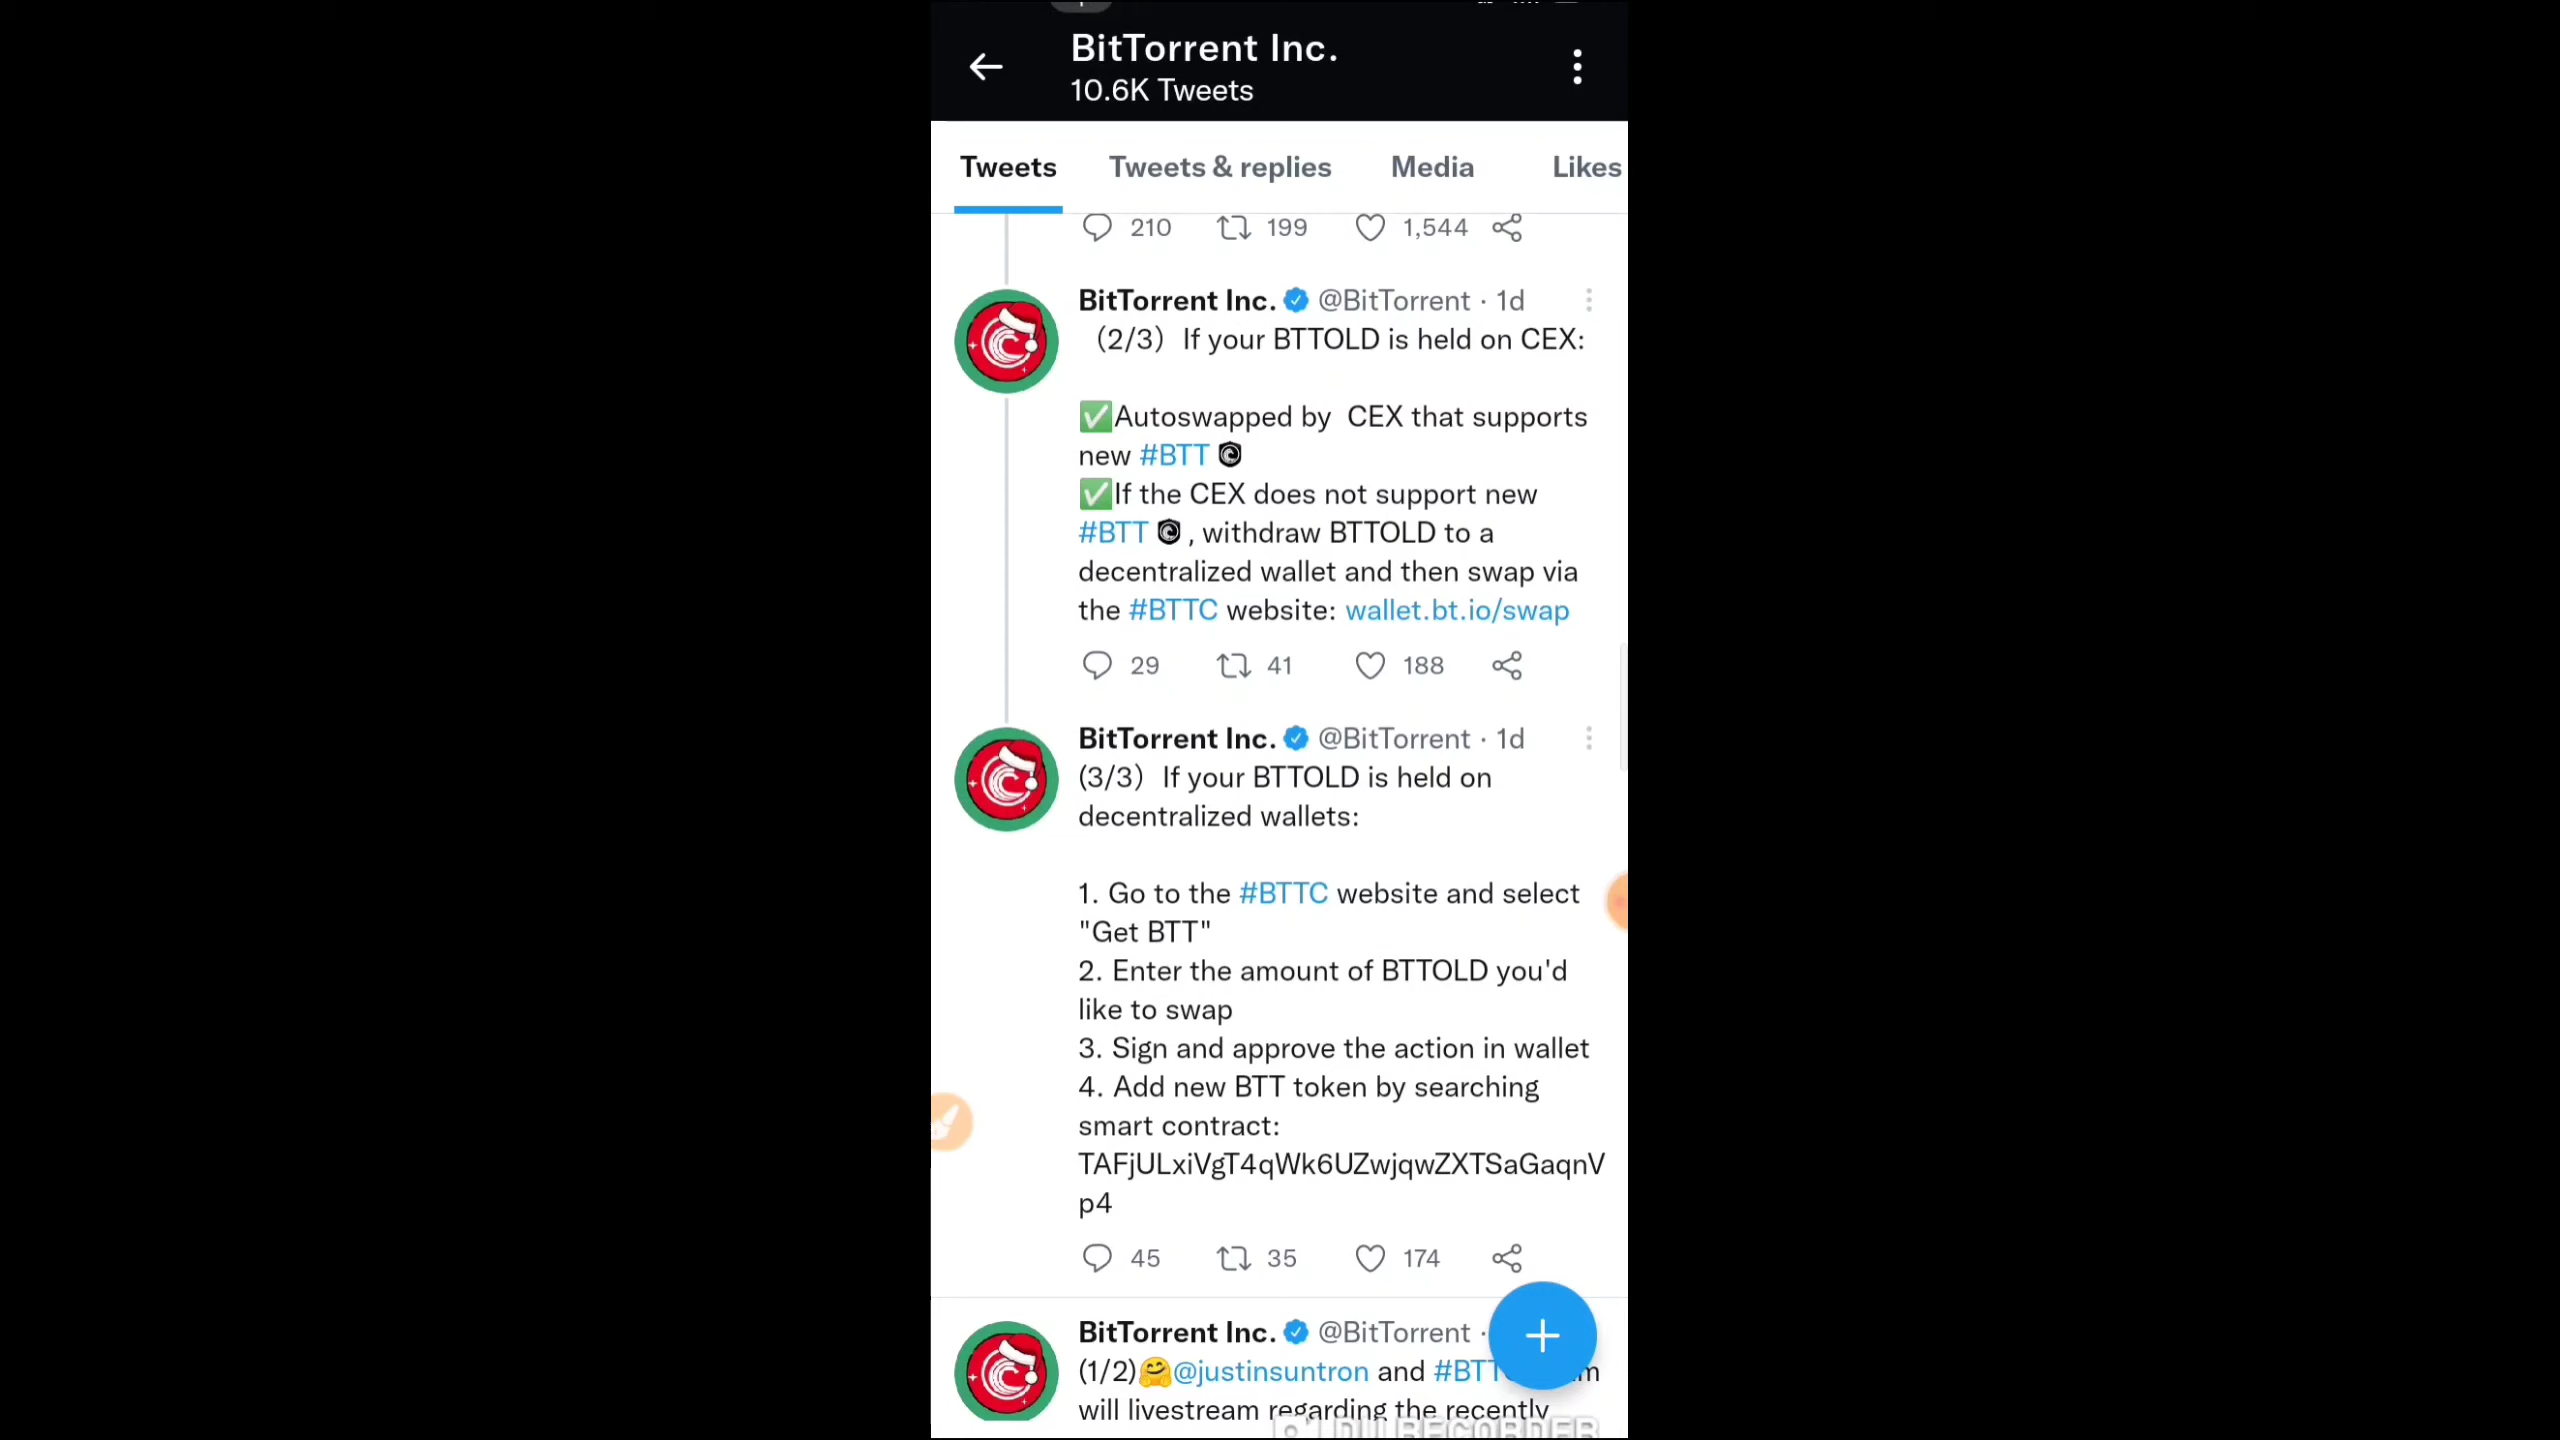 BitTorrent Inc.
10.6K Tweets
Tweets Tweets & replies Media Likes
210 199 1,544
BitTorrent Inc. @BitTorrent · 1d
（2/3）If your BTTOLD is held on CEX:
✅Autoswapped by CEX that supports
new #BTT
✅If the CEX does not support new
#BTT , withdraw BTTOLD to a
decentralized wallet and then swap via
the #BTTC website: wallet.bt.io/swap
29 41 188
BitTorrent Inc. @BitTorrent · 1d
(3/3）If your BTTOLD is held on
decentralized wallets:
1. Go to the #BTTC website and select
"Get BTT"
2. Enter the amount of BTTOLD you'd
like to swap
3. Sign and approve the action in wallet
4. Add new BTT token by searching
smart contract:
TAFjULxiVgT4qWk6UZwjqwZXTSaGaqnV
p4
45 35 174
BitTorrent Inc. @BitTorrent ·
(1/2)🤗@justinsuntron and
will livestream regarding the recently
DU RECORDER